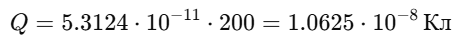 Q = 5.3124 · 10⁻¹¹ · 200 = 1.0625 · 10⁻⁸ Кл